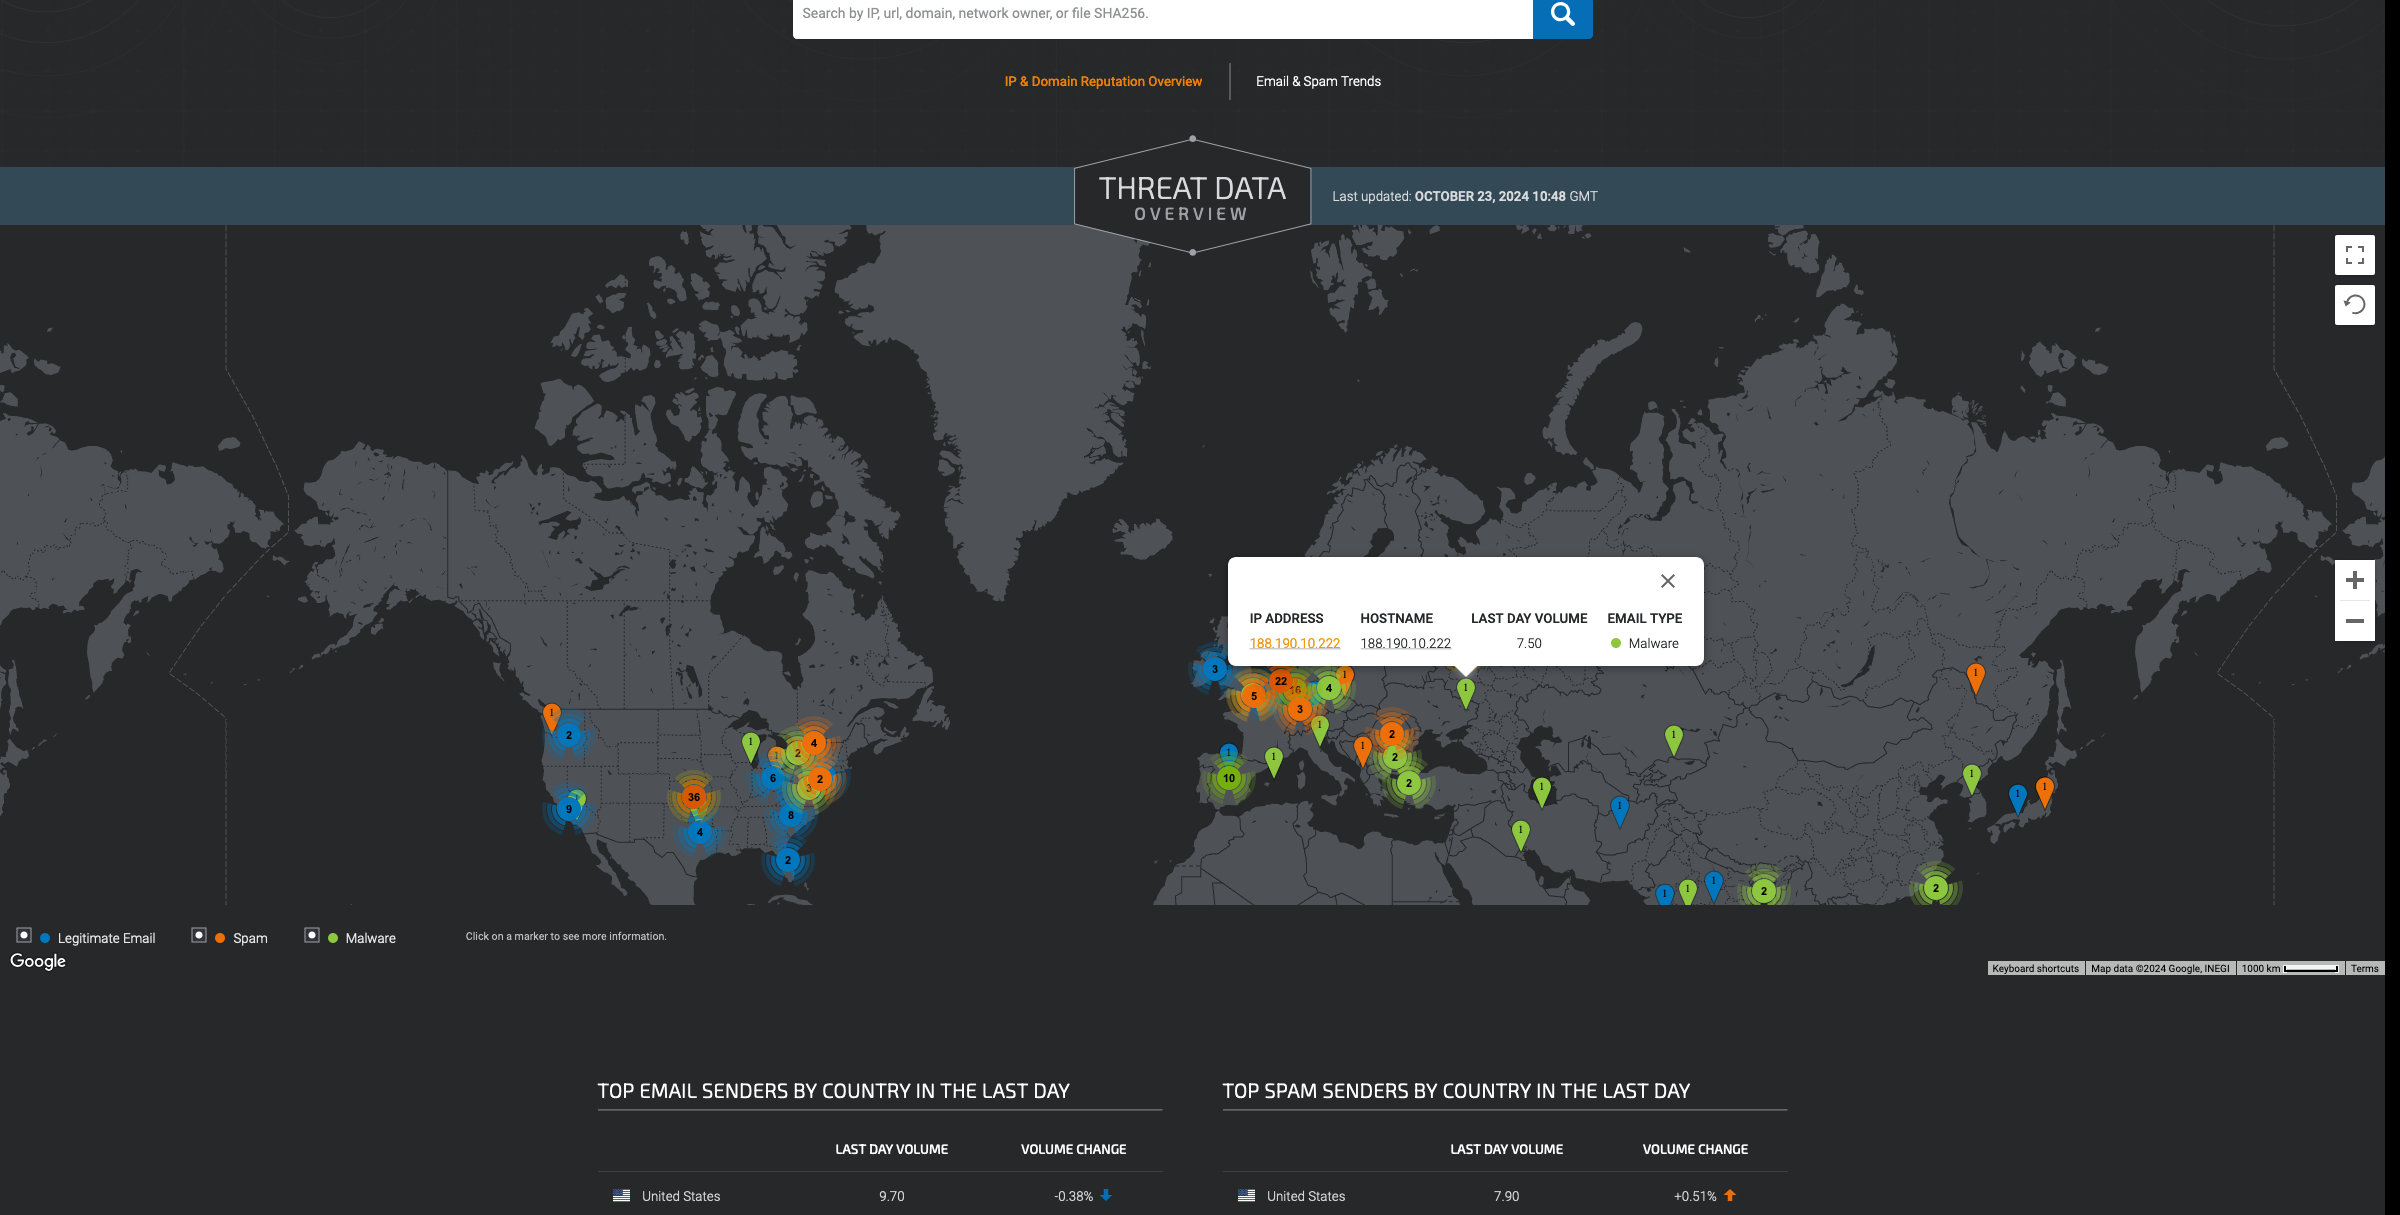 Search by IP, url, domain, network owner, or file SHA256.
IP & Domain Reputation Overview
Email & Spam Trends
THREAT DATA
OVERVIEW
Last updated: OCTOBER 23, 2024 10:48 GMT
IP ADDRESS HOSTNAME LAST DAY VOLUME EMAIL TYPE
188.190.10.222 188.190.10.222 7.50 Malware
3
22
16
5
4
1
3
1
1
1
1
2
1
2
2
1
10
1
1
2
1
2
4
1
6
2
3
36
9
4
8
2
1
1
1
1
1
1
1
1
1
1
1
1
2
2
Legitimate Email Spam Malware
Click on a marker to see more information.
Google
Keyboard shortcuts Map data ©2024 Google, INEGI 1000 km Terms
TOP EMAIL SENDERS BY COUNTRY IN THE LAST DAY
LAST DAY VOLUME VOLUME CHANGE
United States 9.70 -0.38%
TOP SPAM SENDERS BY COUNTRY IN THE LAST DAY
LAST DAY VOLUME VOLUME CHANGE
United States 7.90 +0.51%